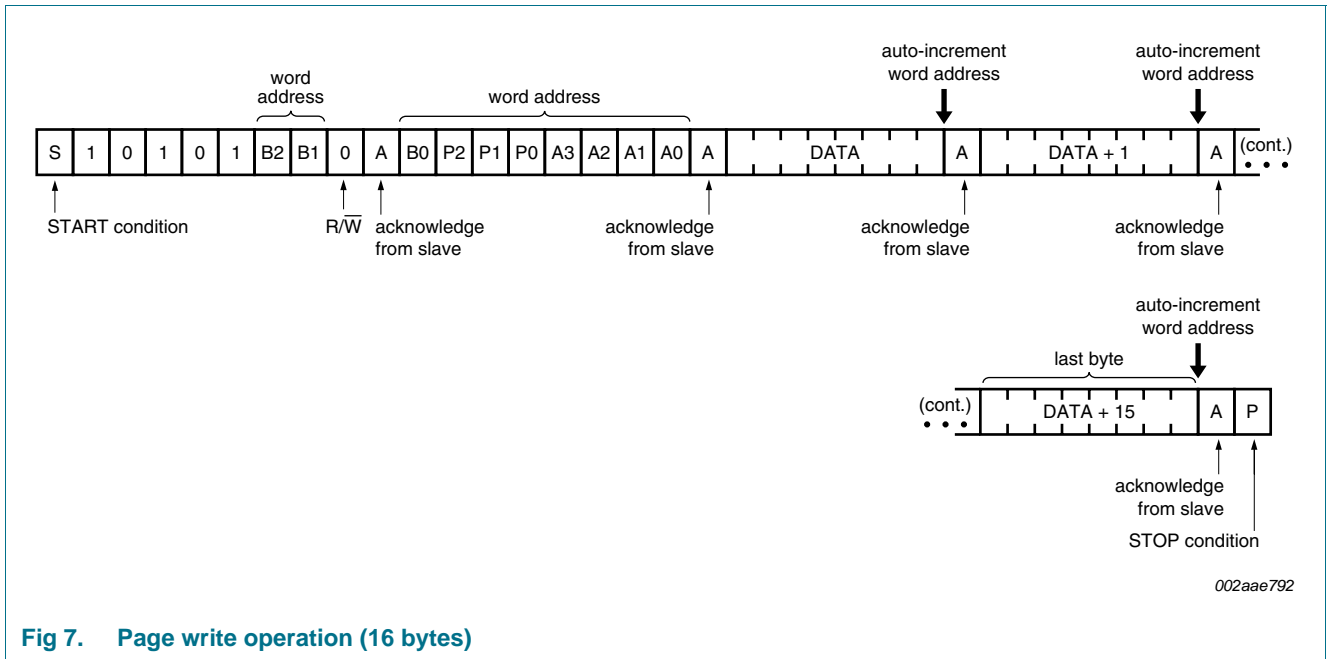 auto-increment
word address
auto-increment
word address
word
address
word address
S 1 0 1 0 1 B2 B1 0 A B0 P2 P1 P0 A3 A2 A1 A0 A DATA A DATA + 1 A (cont.)
START condition
R/W̅
acknowledge
from slave
acknowledge
from slave
acknowledge
from slave
acknowledge
from slave
auto-increment
word address
last byte
(cont.) DATA + 15 A P
acknowledge
from slave
STOP condition
002aae792
Fig 7. Page write operation (16 bytes)